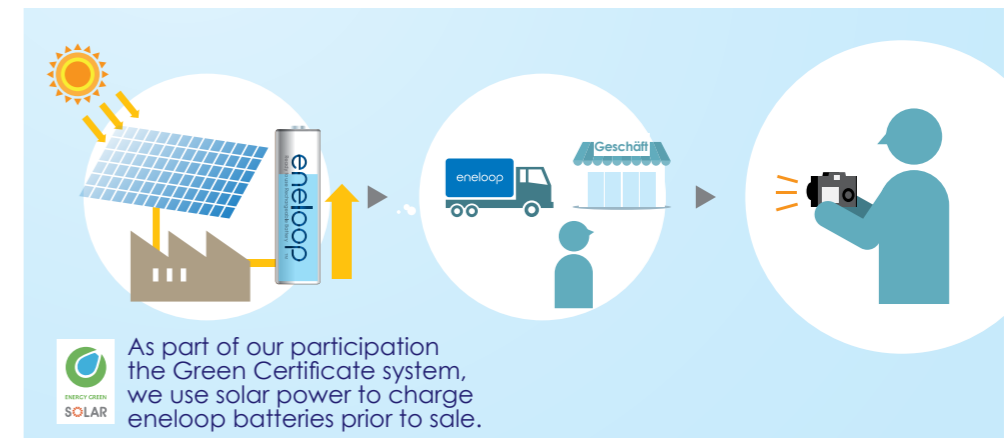 Geschäft
eneloop
eneloop
As part of our participation
the Green Certificate system,
we use solar power to charge
eneloop batteries prior to sale.
ENERGY GREEN
SOLAR